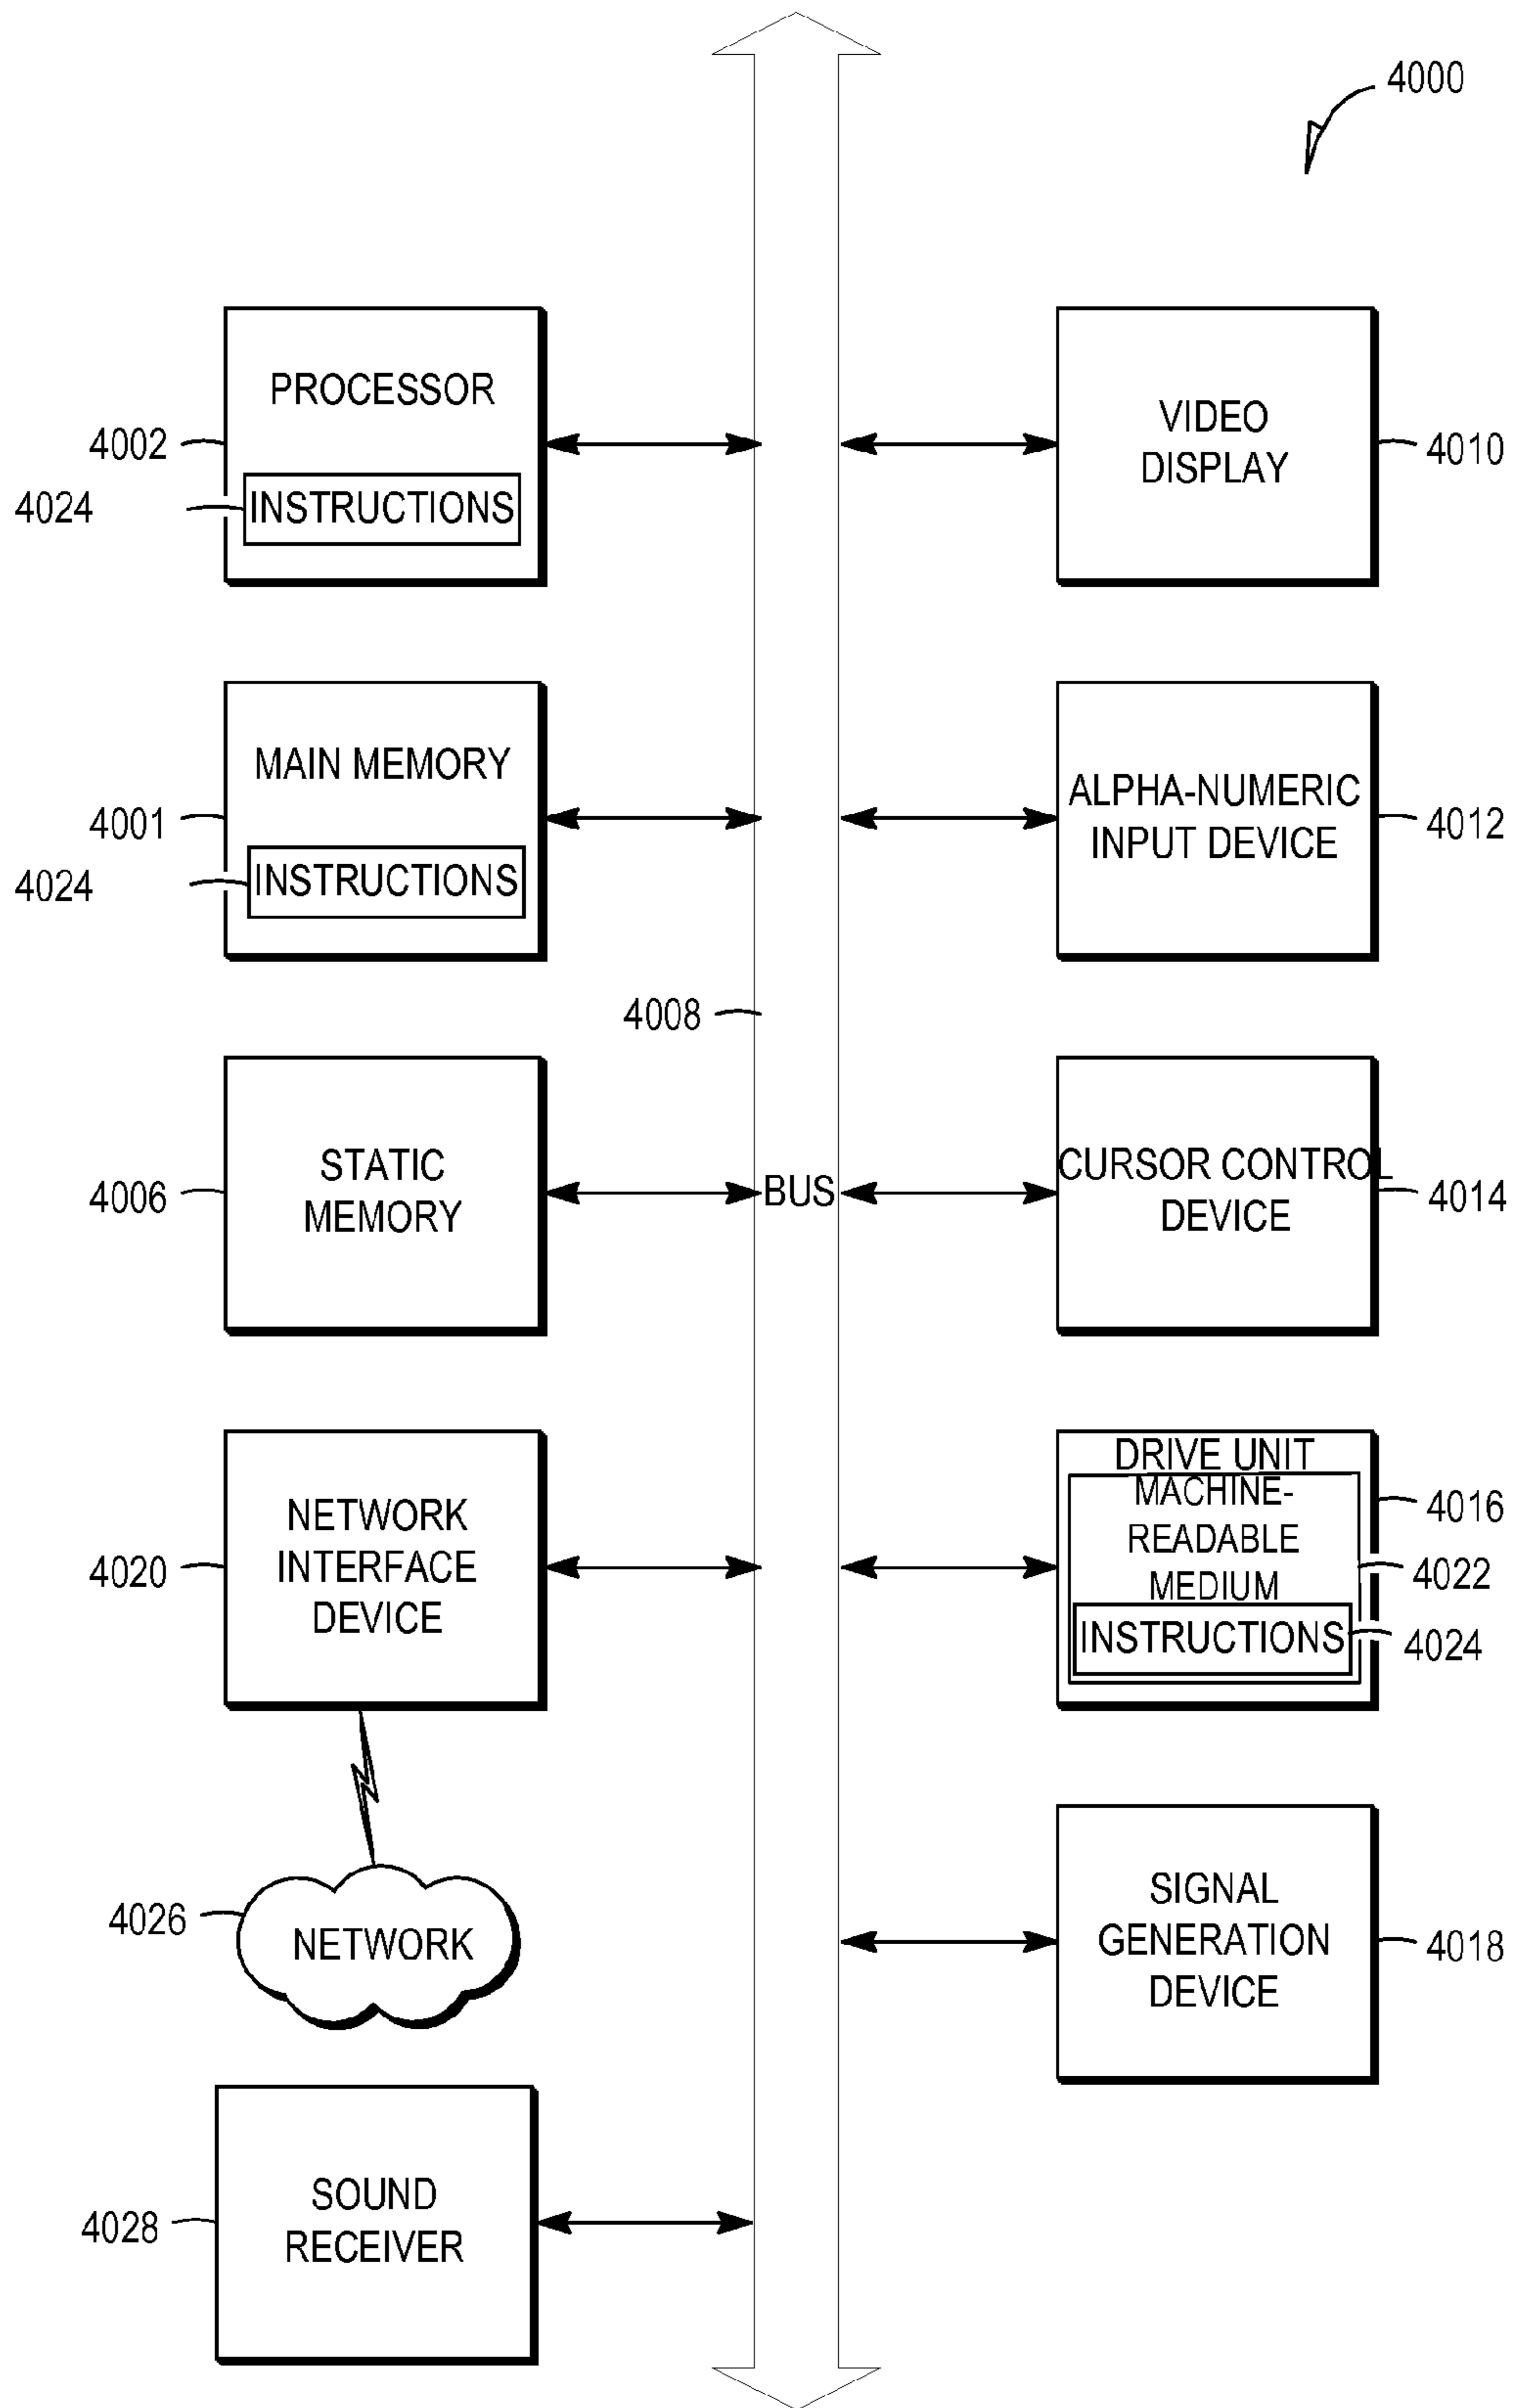 4000
PROCESSOR
4002
4024
INSTRUCTIONS
VIDEO
DISPLAY
4010
MAIN MEMORY
4001
4024
INSTRUCTIONS
ALPHA-NUMERIC
INPUT DEVICE
4012
4008
STATIC
MEMORY
4006
BUS
CURSOR CONTROL
DEVICE
4014
NETWORK
INTERFACE
DEVICE
4020
DRIVE UNIT
MACHINE-
READABLE
MEDIUM
INSTRUCTIONS
4016
4022
4024
4026
NETWORK
SIGNAL
GENERATION
DEVICE
4018
SOUND
RECEIVER
4028